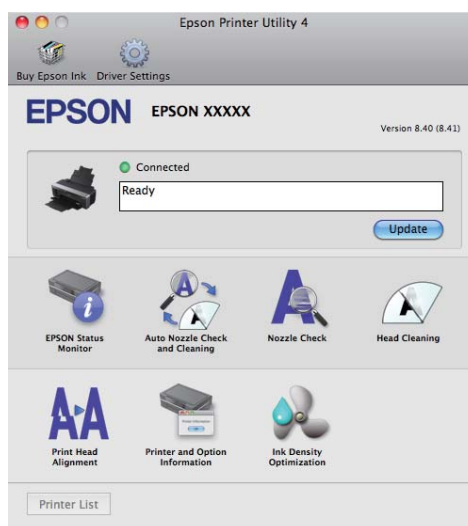 Epson Printer Utility 4
Buy Epson Ink Driver Settings
EPSON EPSON XXXXX
Version 8.40 (8.41)
Connected
Ready
Update
EPSON Status
Monitor
Auto Nozzle Check
and Cleaning
Nozzle Check
Head Cleaning
Print Head
Alignment
Printer and Option
Information
Ink Density
Optimization
Printer List